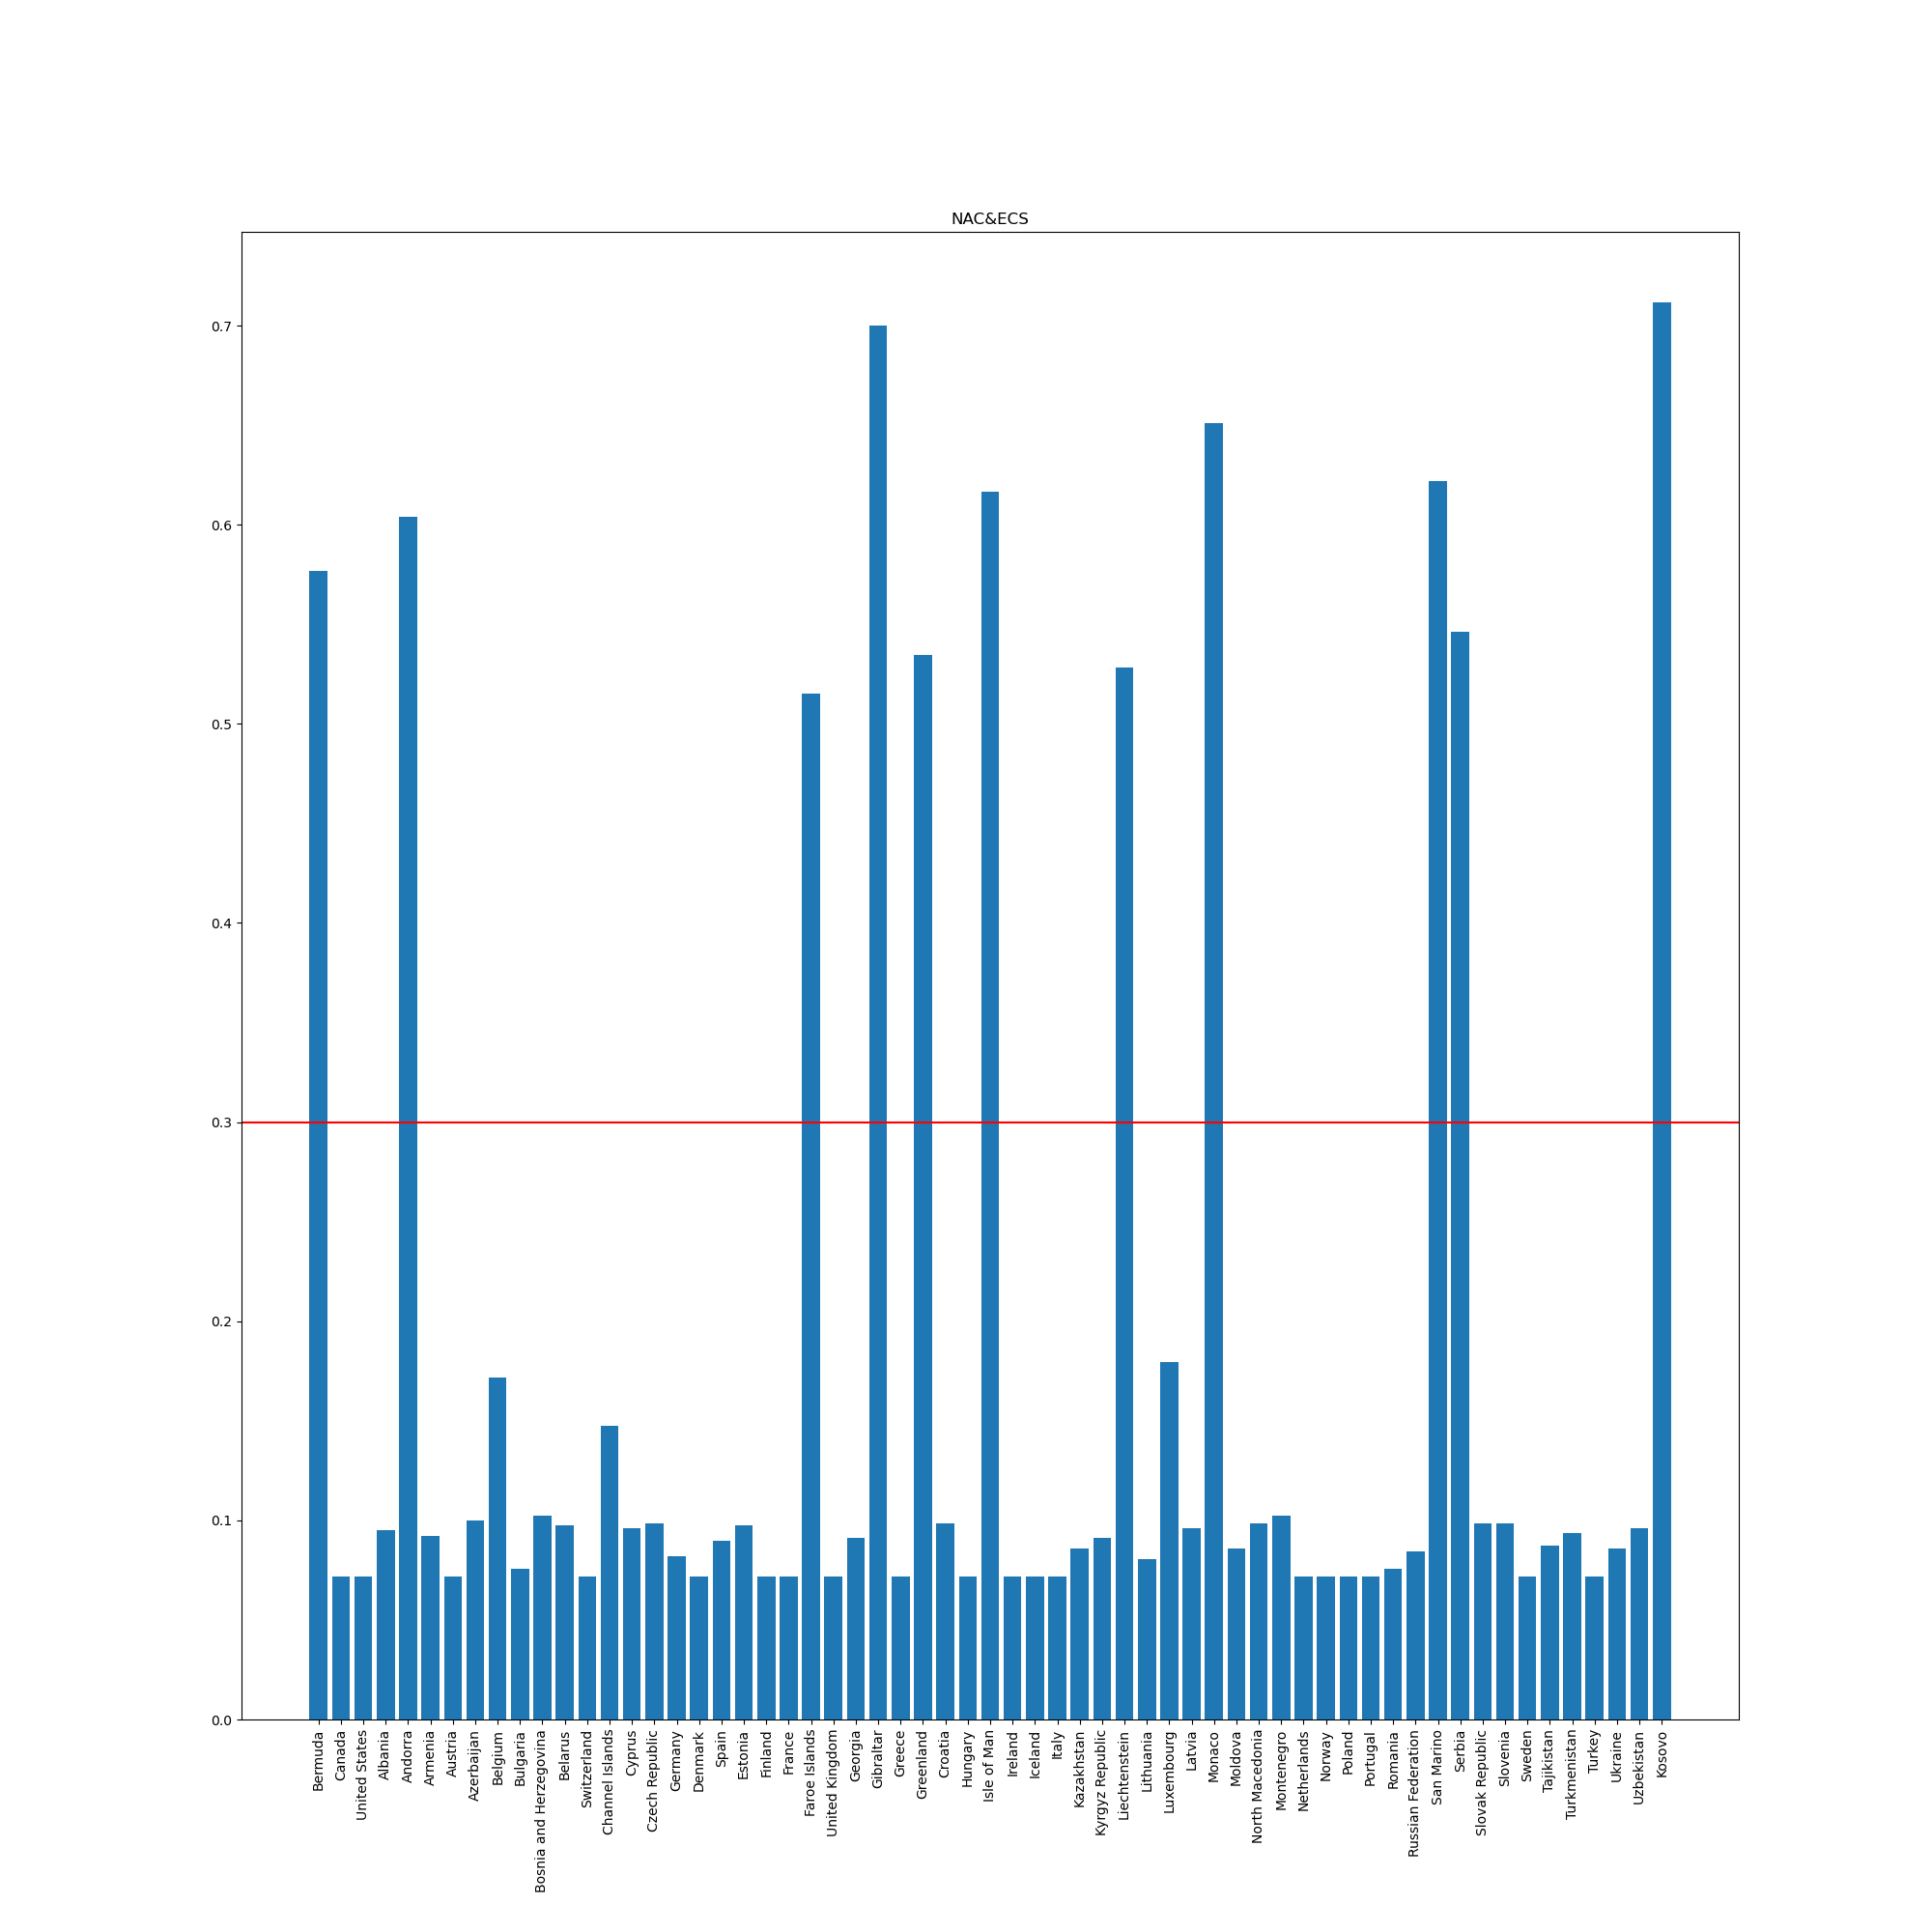 NAC&ECS
0.7
0.6
0.5
0.4
0.3
0.2
0.1
0.0
Bermuda
Canada
United States
Albania
Andorra
Armenia
Austria
Azerbaijan
Belgium
Bulgaria
Bosnia and Herzegovina
Belarus
Switzerland
Channel Islands
Cyprus
Czech Republic
Germany
Denmark
Spain
Estonia
Finland
France
Faroe Islands
United Kingdom
Georgia
Gibraltar
Greece
Greenland
Croatia
Hungary
Isle of Man
Ireland
Iceland
Italy
Kazakhstan
Kyrgyz Republic
Liechtenstein
Lithuania
Luxembourg
Latvia
Monaco
Moldova
North Macedonia
Montenegro
Netherlands
Norway
Poland
Portugal
Romania
Russian Federation
San Marino
Serbia
Slovak Republic
Slovenia
Sweden
Tajikistan
Turkmenistan
Turkey
Ukraine
Uzbekistan
Kosovo